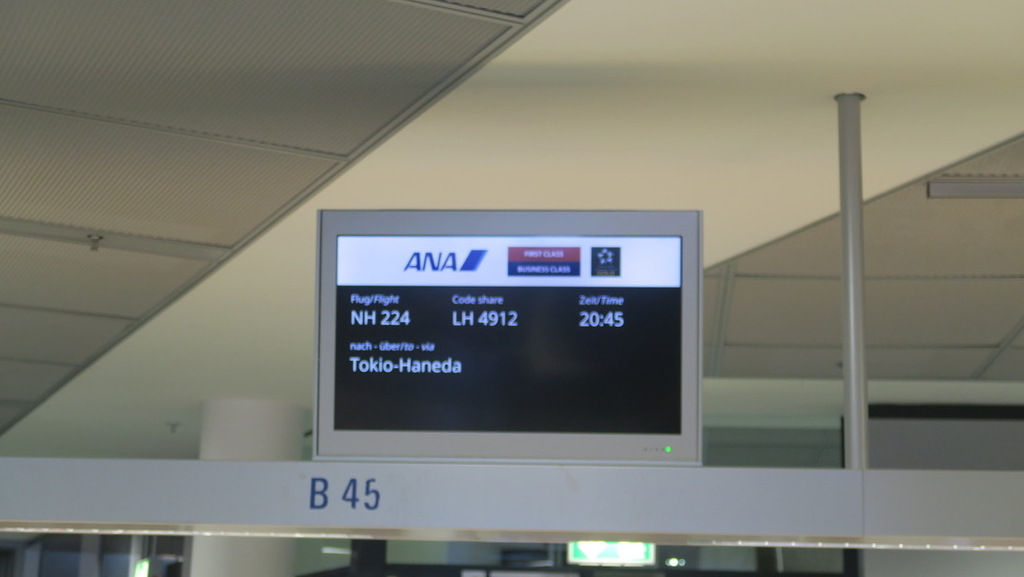 ANA FIRST CLASS
BUSINESS CLASS
Flug/Flight Code share Zeit/Time
NH 224 LH 4912 20:45
nach - über/to - via
Tokio-Haneda
B 45